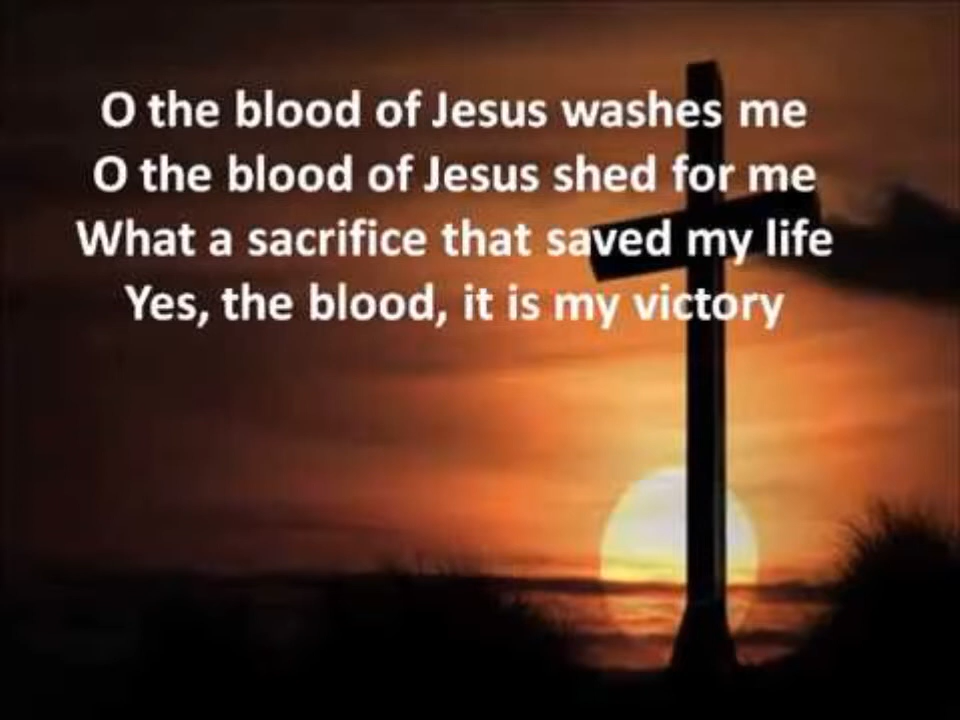 O the blood of Jesus washes me
O the blood of Jesus shed for me
What a sacrifice that saved my life
Yes, the blood, it is my victory